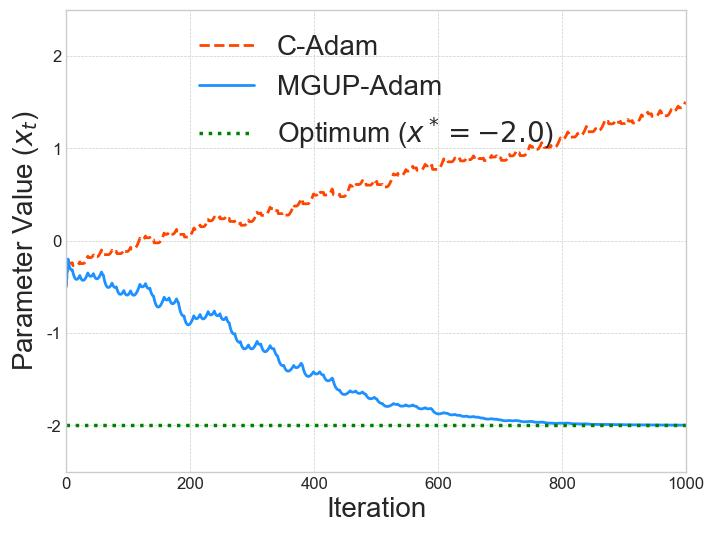 C-Adam
MGUP-Adam
Optimum (x* = −2.0)
Parameter Value (xₜ)
2
1
0
-1
-2
0 200 400 600 800 1000
Iteration